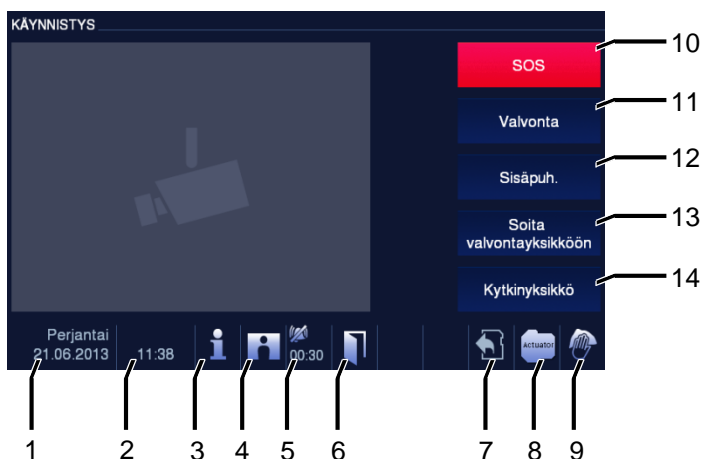 KÄYNNISTYS
SOS
10
Valvonta
11
Sisäpuh.
12
Soita
valvontayksikköön
13
Kytkinyksikkö
14
Perjantai
21.06.2013
11:38
00:30
Actuator
1 2 3 4 5 6 7 8 9